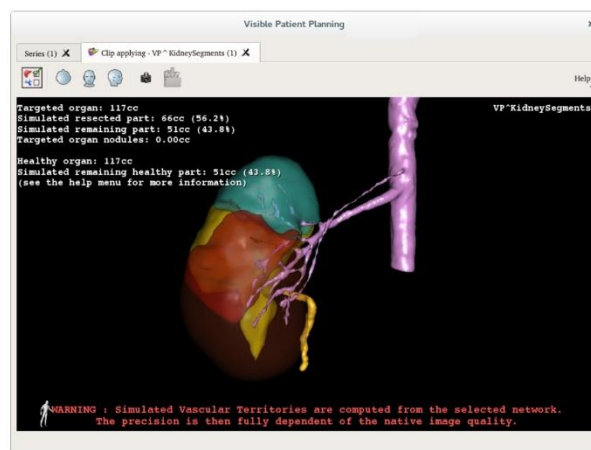 Visible Patient Planning
Series (1) X
Clip applying - VP ^ KidneySegments (1) X
Help
Targeted organ: 117cc
Simulated resected part: 66cc (56.2%)
Simulated remaining part: 51cc (43.8%)
Targeted organ nodules: 0.00cc
VP^KidneySegments
Healthy organ: 117cc
Simulated remaining healthy part: 51cc (43.8%)
(see the help menu for more information)
WARNING : Simulated Vascular Territories are computed from the selected network.
The precision is then fully dependent of the native image quality.